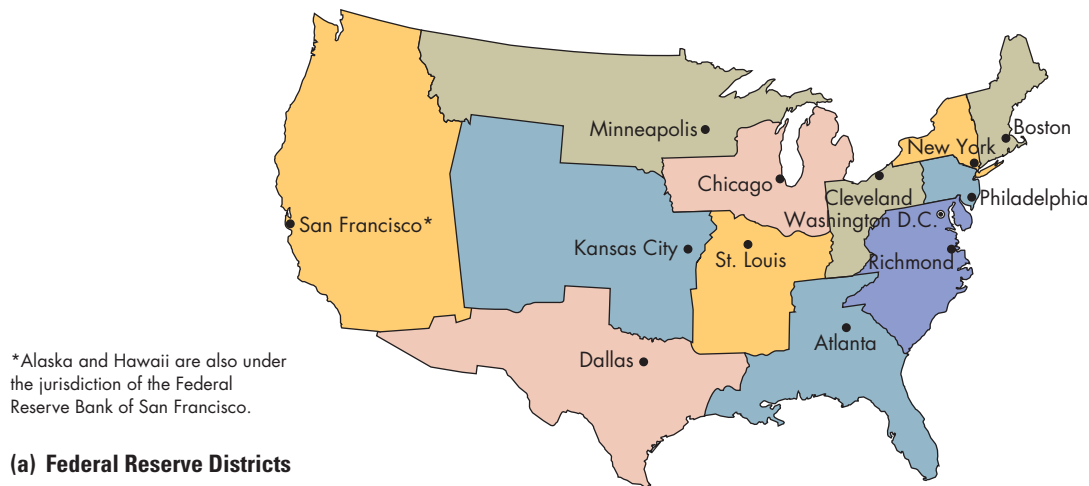 Minneapolis
Boston
New York
Chicago
Cleveland
Philadelphia
San Francisco*
Washington D.C.
Kansas City
St. Louis
Richmond
Atlanta
Dallas
*Alaska and Hawaii are also under
the jurisdiction of the Federal
Reserve Bank of San Francisco.
(a) Federal Reserve Districts